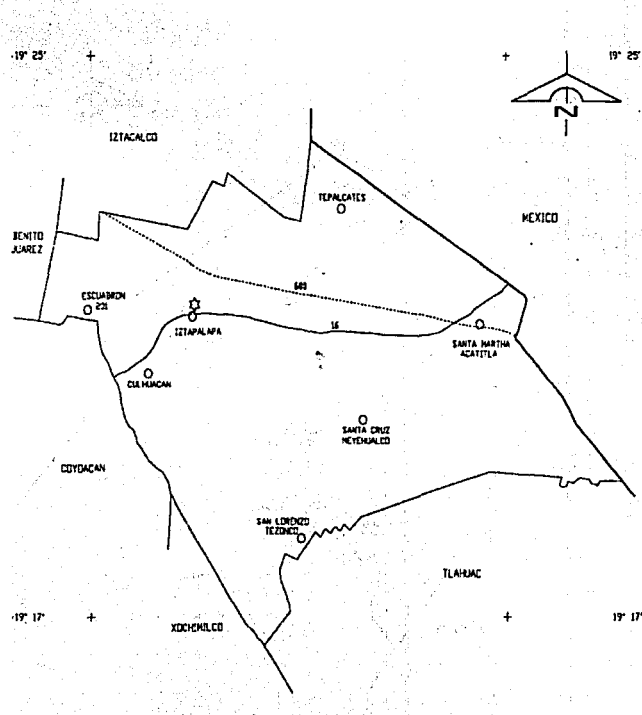 19° 25'
19° 25'
N
IZTACALCO
TEPALCATES
MEXICO
BENITO
JUAREZ
603
ESCUADRON
201
IZTAPALAPA
16
SANTA MARTHA
ACATITLA
CULHUACAN
SANTA CRUZ
MEYEHUALCO
COYOACAN
SAN LORENZO
TEZONCO
TLAHUAC
19° 17'
XOCHIMILCO
19° 17'